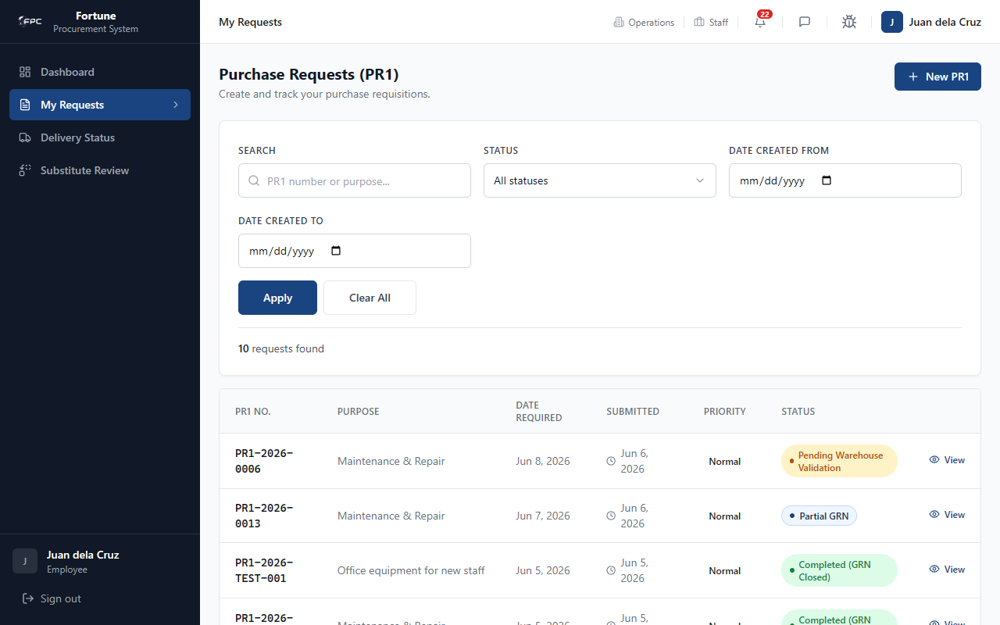 FPC
Fortune
Procurement System
Dashboard
My Requests
Delivery Status
Substitute Review
J
Juan dela Cruz
Employee
Sign out
My Requests
Operations
Staff
22
J
Juan dela Cruz
Purchase Requests (PR1)
Create and track your purchase requisitions.
New PR1
SEARCH
PR1 number or purpose...
STATUS
All statuses
DATE CREATED FROM
mm/dd/yyyy
DATE CREATED TO
mm/dd/yyyy
Apply
Clear All
10 requests found
PR1 NO.
PURPOSE
DATE
REQUIRED
SUBMITTED
PRIORITY
STATUS
PR1-2026-
0006
Maintenance & Repair
Jun 8, 2026
Jun 6,
2026
Normal
Pending Warehouse
Validation
View
PR1-2026-
0013
Maintenance & Repair
Jun 7, 2026
Jun 6,
2026
Normal
Partial GRN
View
PR1-2026-
TEST-001
Office equipment for new staff
Jun 5, 2026
Jun 5,
2026
Normal
Completed (GRN
Closed)
View
PR1-2026-
Maintenance & Repair
Jun 5, 2026
Jun 5,
Normal
Completed (GRN
View